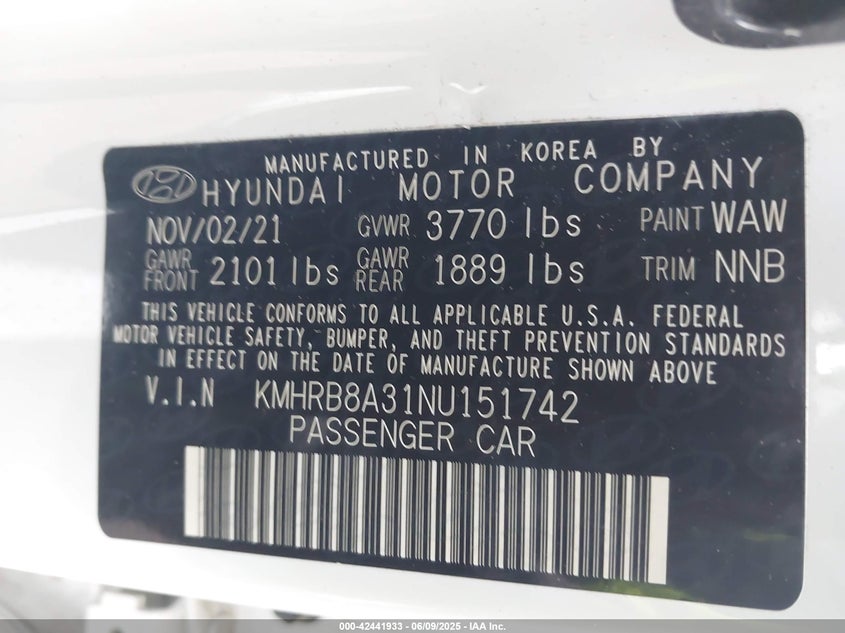 MANUFACTURED IN KOREA BY
HYUNDAI MOTOR COMPANY
NOV/02/21 GVWR 3770 lbs PAINT WAW
GAWR FRONT 2101 lbs GAWR REAR 1889 lbs TRIM NNB
THIS VEHICLE CONFORMS TO ALL APPLICABLE U.S.A. FEDERAL
MOTOR VEHICLE SAFETY, BUMPER, AND THEFT PREVENTION STANDARDS
IN EFFECT ON THE DATE OF MANUFACTURE SHOWN ABOVE
V.I.N KMHRB8A31NU151742
PASSENGER CAR
000-42441933 - 06/09/2025 - IAA Inc.